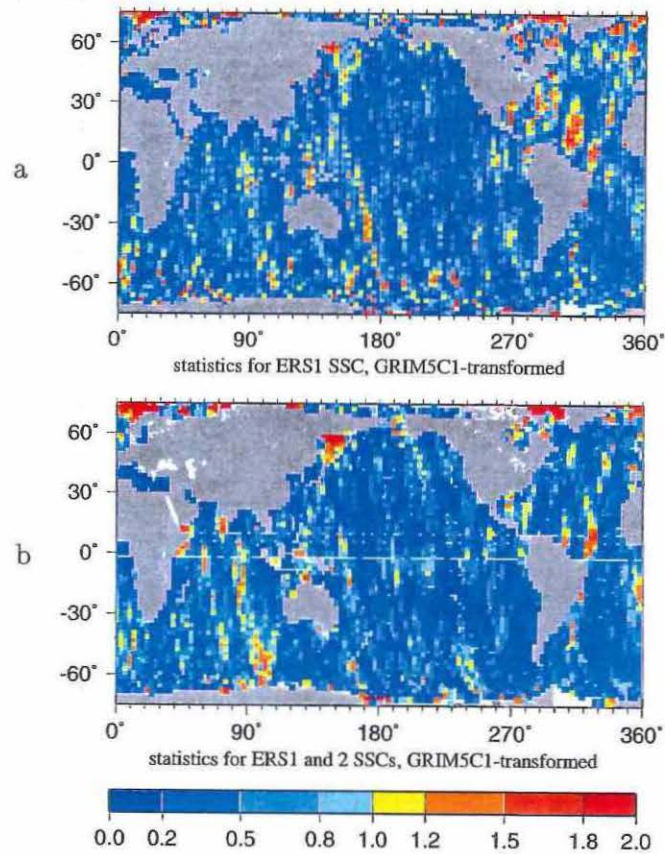 60°
30°
a
0°
-30°
-60°
0° 90° 180° 270° 360°
statistics for ERS1 SSC, GRIM5C1-transformed
60°
30°
b
0°
-30°
-60°
0° 90° 180° 270° 360°
statistics for ERS1 and 2 SSCs, GRIM5C1-transformed
0.0 0.2 0.5 0.8 1.0 1.2 1.5 1.8 2.0